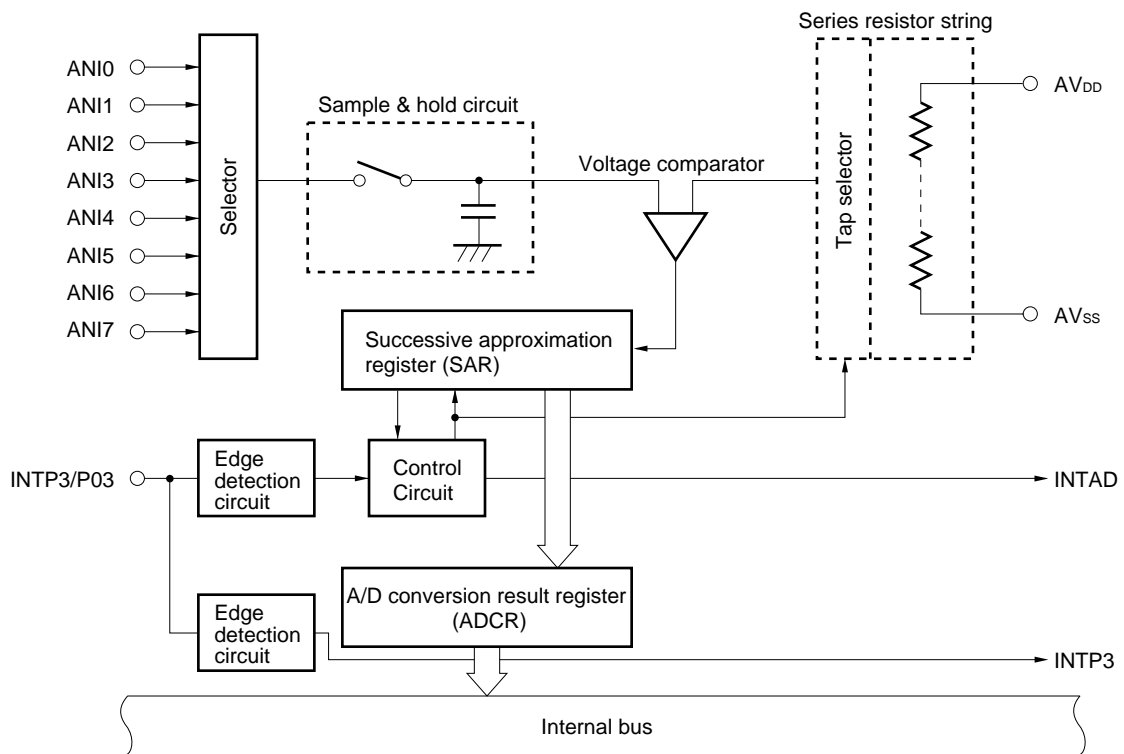 Series resistor string
ANI0
ANI1
ANI2
ANI3
ANI4
ANI5
ANI6
ANI7
Selector
Sample & hold circuit
Voltage comparator
Tap selector
AVDD
AVSS
Successive approximation
register (SAR)
INTP3/P03
Edge
detection
circuit
Control
Circuit
INTAD
A/D conversion result register
(ADCR)
Edge
detection
circuit
INTP3
Internal bus